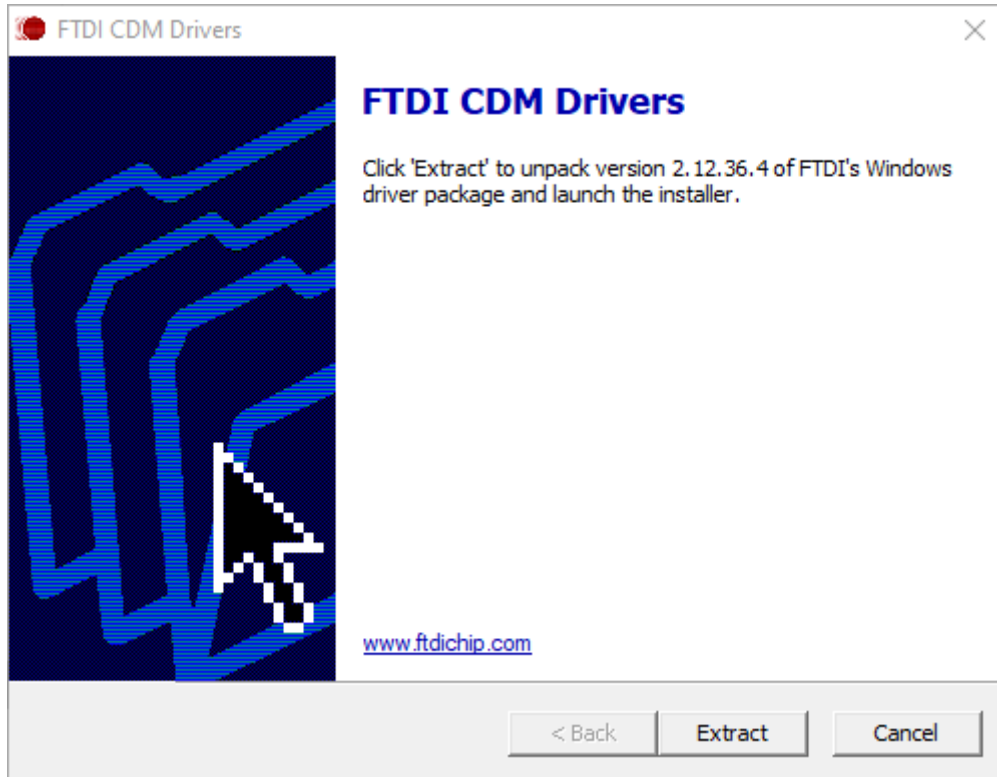 FTDI CDM Drivers
FTDI CDM Drivers
Click 'Extract' to unpack version 2.12.36.4 of FTDI's Windows
driver package and launch the installer.
www.ftdichip.com
< Back
Extract
Cancel